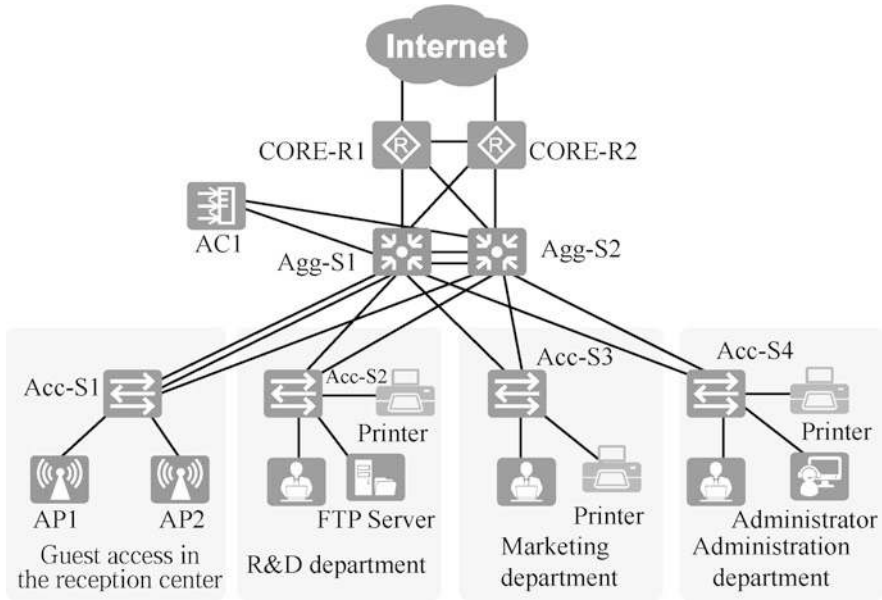 Internet
R
R
CORE-R1
CORE-R2
AC1
Agg-S1
Agg-S2
Acc-S1
Acc-S2
Acc-S3
Acc-S4
Printer
Printer
AP1
AP2
FTP Server
Printer
Administrator
Guest access in
the reception center
R&D department
Marketing
department
Administration
department